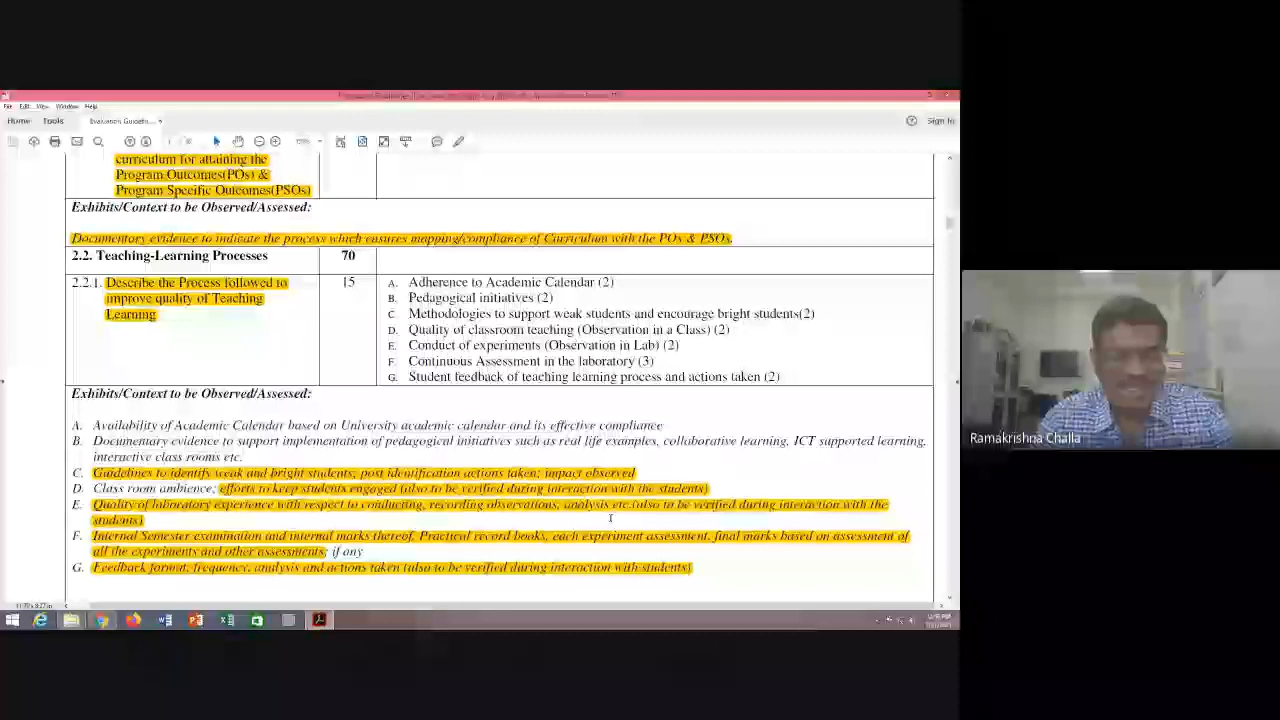 File Edit View Window Help
Home Tools Evaluation Guidelin... × Sign In
curriculum for attaining the
Program Outcomes(POs) &
Program Specific Outcomes(PSOs)
Exhibits/Context to be Observed/Assessed:
Documentary evidence to indicate the process which ensures mapping/compliance of Curriculum with the POs & PSOs.
2.2. Teaching-Learning Processes 70
2.2.1. Describe the Process followed to
improve quality of Teaching
Learning
15
A. Adherence to Academic Calendar (2)
B. Pedagogical initiatives (2)
C. Methodologies to support weak students and encourage bright students(2)
D. Quality of classroom teaching (Observation in a Class) (2)
E. Conduct of experiments (Observation in Lab) (2)
F. Continuous Assessment in the laboratory (3)
G. Student feedback of teaching learning process and actions taken (2)
Exhibits/Context to be Observed/Assessed:
A. Availability of Academic Calendar based on University academic calendar and its effective compliance
B. Documentary evidence to support implementation of pedagogical initiatives such as real life examples, collaborative learning, ICT supported learning,
interactive class rooms etc.
C. Guidelines to identify weak and bright students; post identification actions taken; impact observed
D. Class room ambience; efforts to keep students engaged (also to be verified during interaction with the students)
E. Quality of laboratory experience with respect to conducting, recording observations, analysis etc.(also to be verified during interaction with the
students)
F. Internal Semester examination and internal marks thereof, Practical record books, each experiment assessment, final marks based on assessment of
all the experiments and other assessments; if any
G. Feedback format, frequency, analysis and actions taken (also to be verified during interaction with students)
Ramakrishna Challa